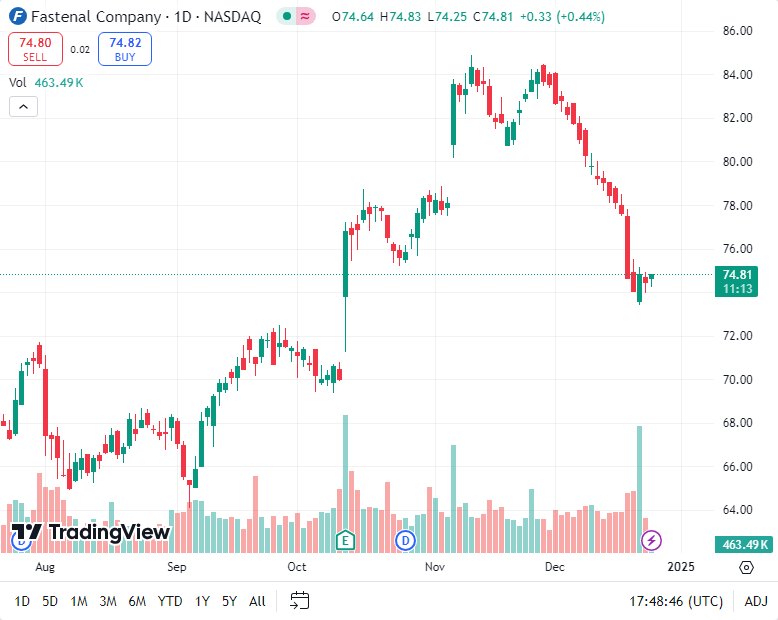 Fastenal Company · 1D · NASDAQ O74.64 H74.83 L74.25 C74.81 +0.33 (+0.44%)
74.80 SELL 0.02 74.82 BUY
Vol 463.49 K
86.00
84.00
82.00
80.00
78.00
76.00
74.81
11:13
72.00
70.00
68.00
66.00
64.00
TradingView
D E D
463.49 K
Aug Sep Oct Nov Dec 2025
1D 5D 1M 3M 6M YTD 1Y 5Y All 17:48:46 (UTC) ADJ